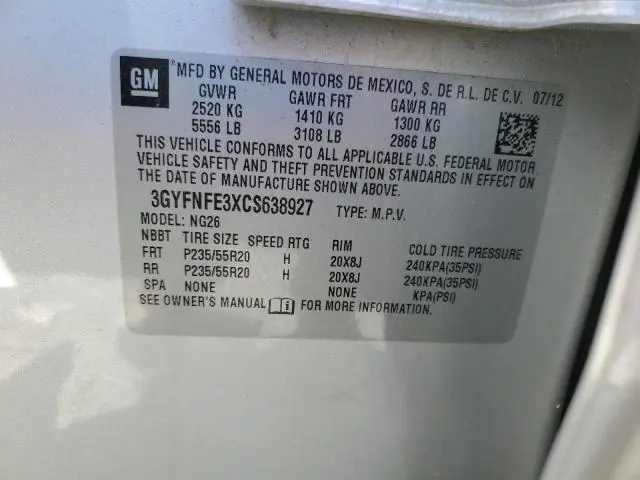 GM ® MFD BY GENERAL MOTORS DE MEXICO, S. DE R.L. DE C.V. 07/12
GVWR GAWR FRT GAWR RR
2520 KG 1410 KG 1300 KG
5556 LB 3108 LB 2866 LB
THIS VEHICLE CONFORMS TO ALL APPLICABLE U.S. FEDERAL MOTOR
VEHICLE SAFETY AND THEFT PREVENTION STANDARDS IN EFFECT ON
THE DATE OF MANUFACTURE SHOWN ABOVE.
3GYFNFE3XCS638927 TYPE: M.P.V.
MODEL: NG26
NBBT TIRE SIZE SPEED RTG RIM COLD TIRE PRESSURE
FRT P235/55R20 H 20X8J 240KPA(35PSI)
RR P235/55R20 H 20X8J 240KPA(35PSI)
SPA NONE NONE KPA(PSI)
SEE OWNER'S MANUAL i FOR MORE INFORMATION.